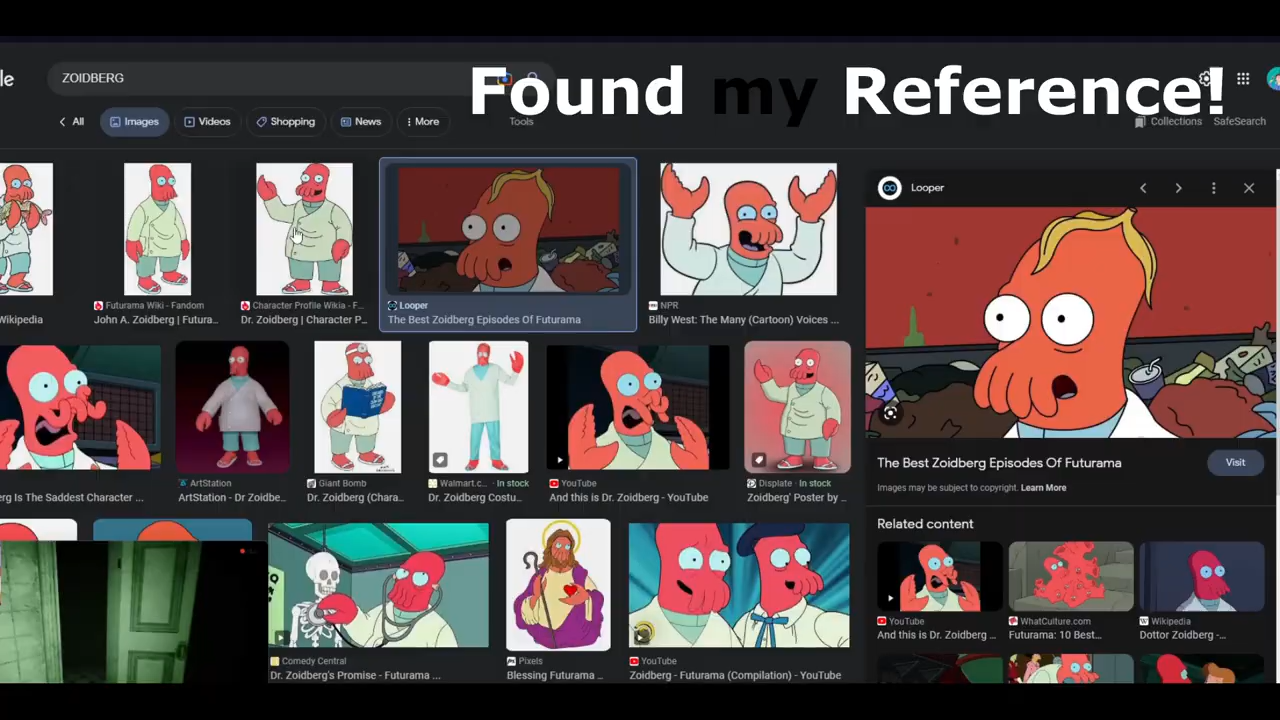 Found my Reference!
le
ZOIDBERG
All
Images
Videos
Shopping
News
More
Tools
Collections
SafeSearch
Looper
Wikipedia
Futurama Wiki - Fandom
John A. Zoidberg | Futura...
Character Profile Wikia - F...
Dr. Zoidberg | Character P...
Looper
The Best Zoidberg Episodes Of Futurama
NPR
Billy West: The Many (Cartoon) Voices ...
The Best Zoidberg Episodes Of Futurama
Visit
Images may be subject to copyright. Learn More
Related content
erg Is The Saddest Character ...
ArtStation
ArtStation - Dr Zoidbe...
Giant Bomb
Dr. Zoidberg (Chara...
Walmart.c... · In stock
Dr. Zoidberg Costu...
YouTube
And this is Dr. Zoidberg - YouTube
Displate · In stock
Zoidberg' Poster by ...
YouTube
And this is Dr. Zoidberg ...
WhatCulture.com
Futurama: 10 Best...
Wikipedia
Dottor Zoidberg -...
Comedy Central
Dr. Zoidberg's Promise - Futurama ...
Pixels
Blessing Futurama ...
YouTube
Zoidberg - Futurama (Compilation) - YouTube